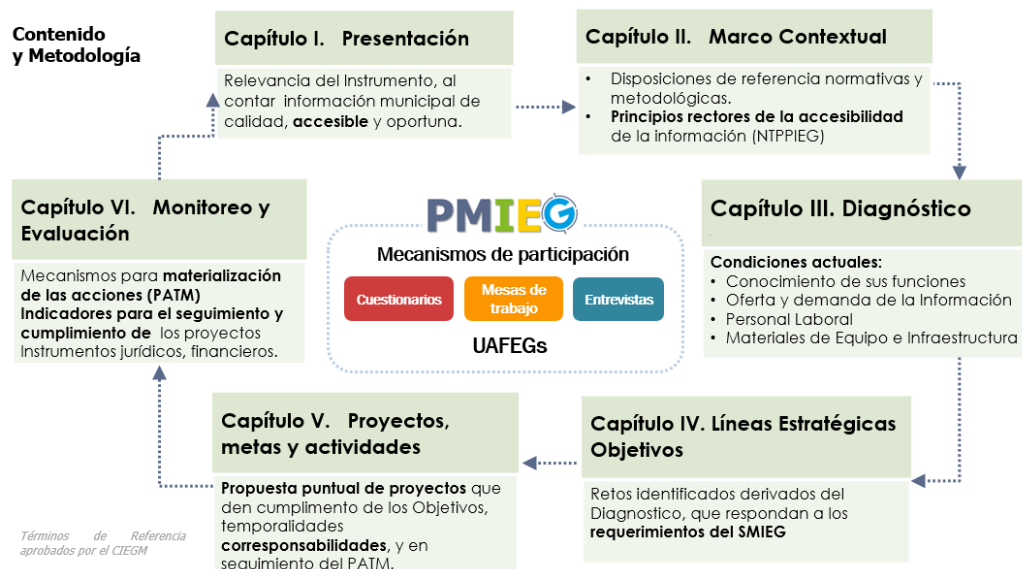 Contenido
y Metodología
Capítulo I. Presentación
Relevancia del Instrumento, al
contar información municipal de
calidad, accesible y oportuna.
Capítulo II. Marco Contextual
• Disposiciones de referencia normativas y
metodológicas.
• Principios rectores de la accesibilidad
de la información (NTPPIEG)
Capítulo III. Diagnóstico
Condiciones actuales:
• Conocimiento de sus funciones
• Oferta y demanda de la Información
• Personal Laboral
• Materiales de Equipo e Infraestructura
Capítulo IV. Líneas Estratégicas
Objetivos
Retos identificados derivados del
Diagnostico, que respondan a los
requerimientos del SMIEG
Capítulo V. Proyectos,
metas y actividades
Propuesta puntual de proyectos que
den cumplimento de los Objetivos,
temporalidades
corresponsabilidades, y en
seguimiento del PATM.
Capítulo VI. Monitoreo y
Evaluación
Mecanismos para materialización
de las acciones (PATM)
Indicadores para el seguimiento y
cumplimiento de los proyectos
Instrumentos jurídicos, financieros.
PMIEG
Mecanismos de participación
Cuestionarios
Mesas de
trabajo
Entrevistas
UAFEGs
Términos de Referencia
aprobados por el CIEGM